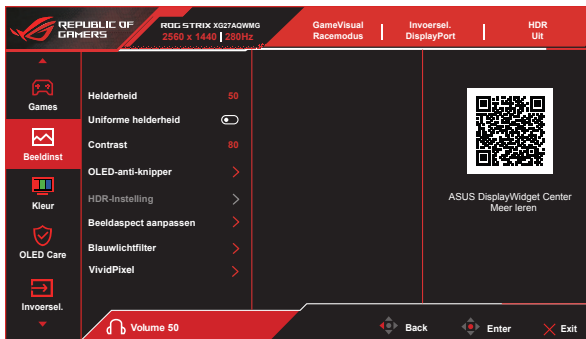 REPUBLIC OF
GAMERS
ROG STRIX XG27AQWMG
2560 x 1440 | 280Hz
GameVisual
Racemodus
Invoersel.
DisplayPort
HDR
Uit
Games
Beeldinst
Kleur
OLED Care
Invoersel.
Helderheid 50
Uniforme helderheid
Contrast 80
OLED-anti-knipper
HDR-Instelling
Beeldaspect aanpassen
Blauwlichtfilter
VividPixel
ASUS DisplayWidget Center
Meer leren
Volume 50
Back
Enter
Exit